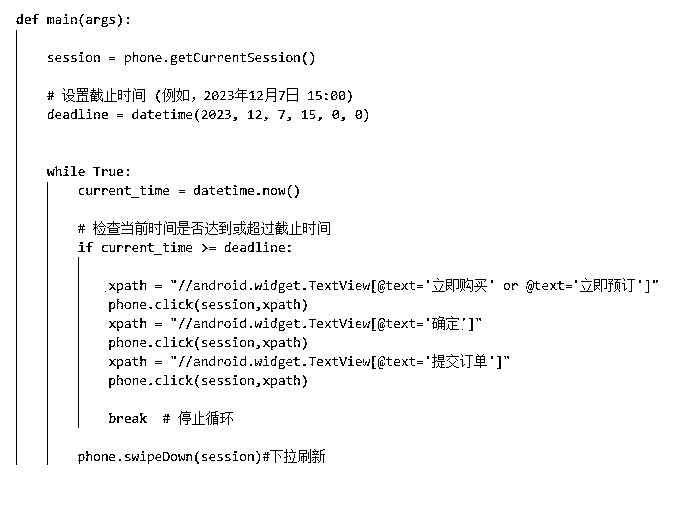 def main(args):
session = phone.getCurrentSession()
# 设置截止时间 (例如，2023年12月7日 15:00)
deadline = datetime(2023, 12, 7, 15, 0, 0)
while True:
current_time = datetime.now()
# 检查当前时间是否达到或超过截止时间
if current_time >= deadline:
xpath = "//android.widget.TextView[@text='立即购买' or @text='立即预订']"
phone.click(session,xpath)
xpath = "//android.widget.TextView[@text='确定']"
phone.click(session,xpath)
xpath = "//android.widget.TextView[@text='提交订单']"
phone.click(session,xpath)
break # 停止循环
phone.swipeDown(session)#下拉刷新